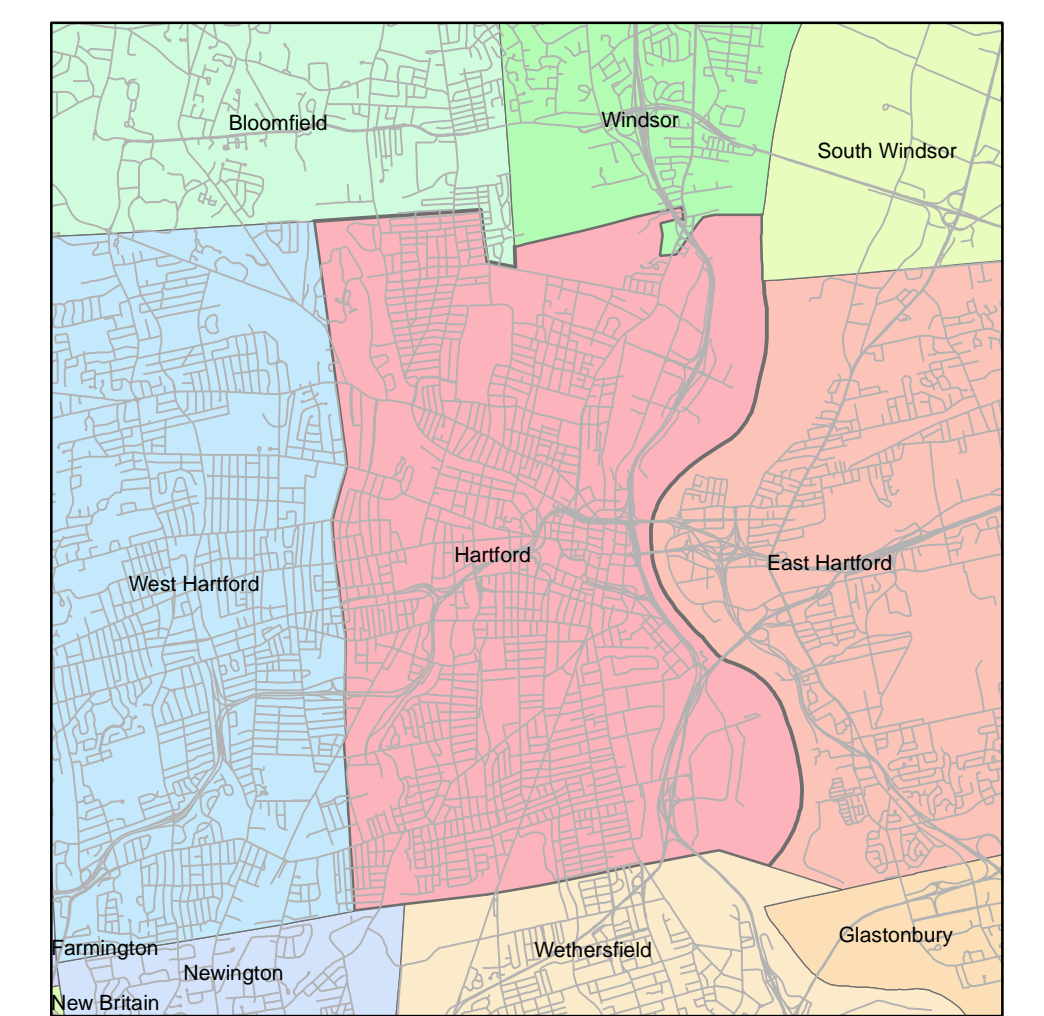 Bloomfield
Windsor
South Windsor
Hartford
East Hartford
West Hartford
Farmington
Newington
New Britain
Wethersfield
Glastonbury